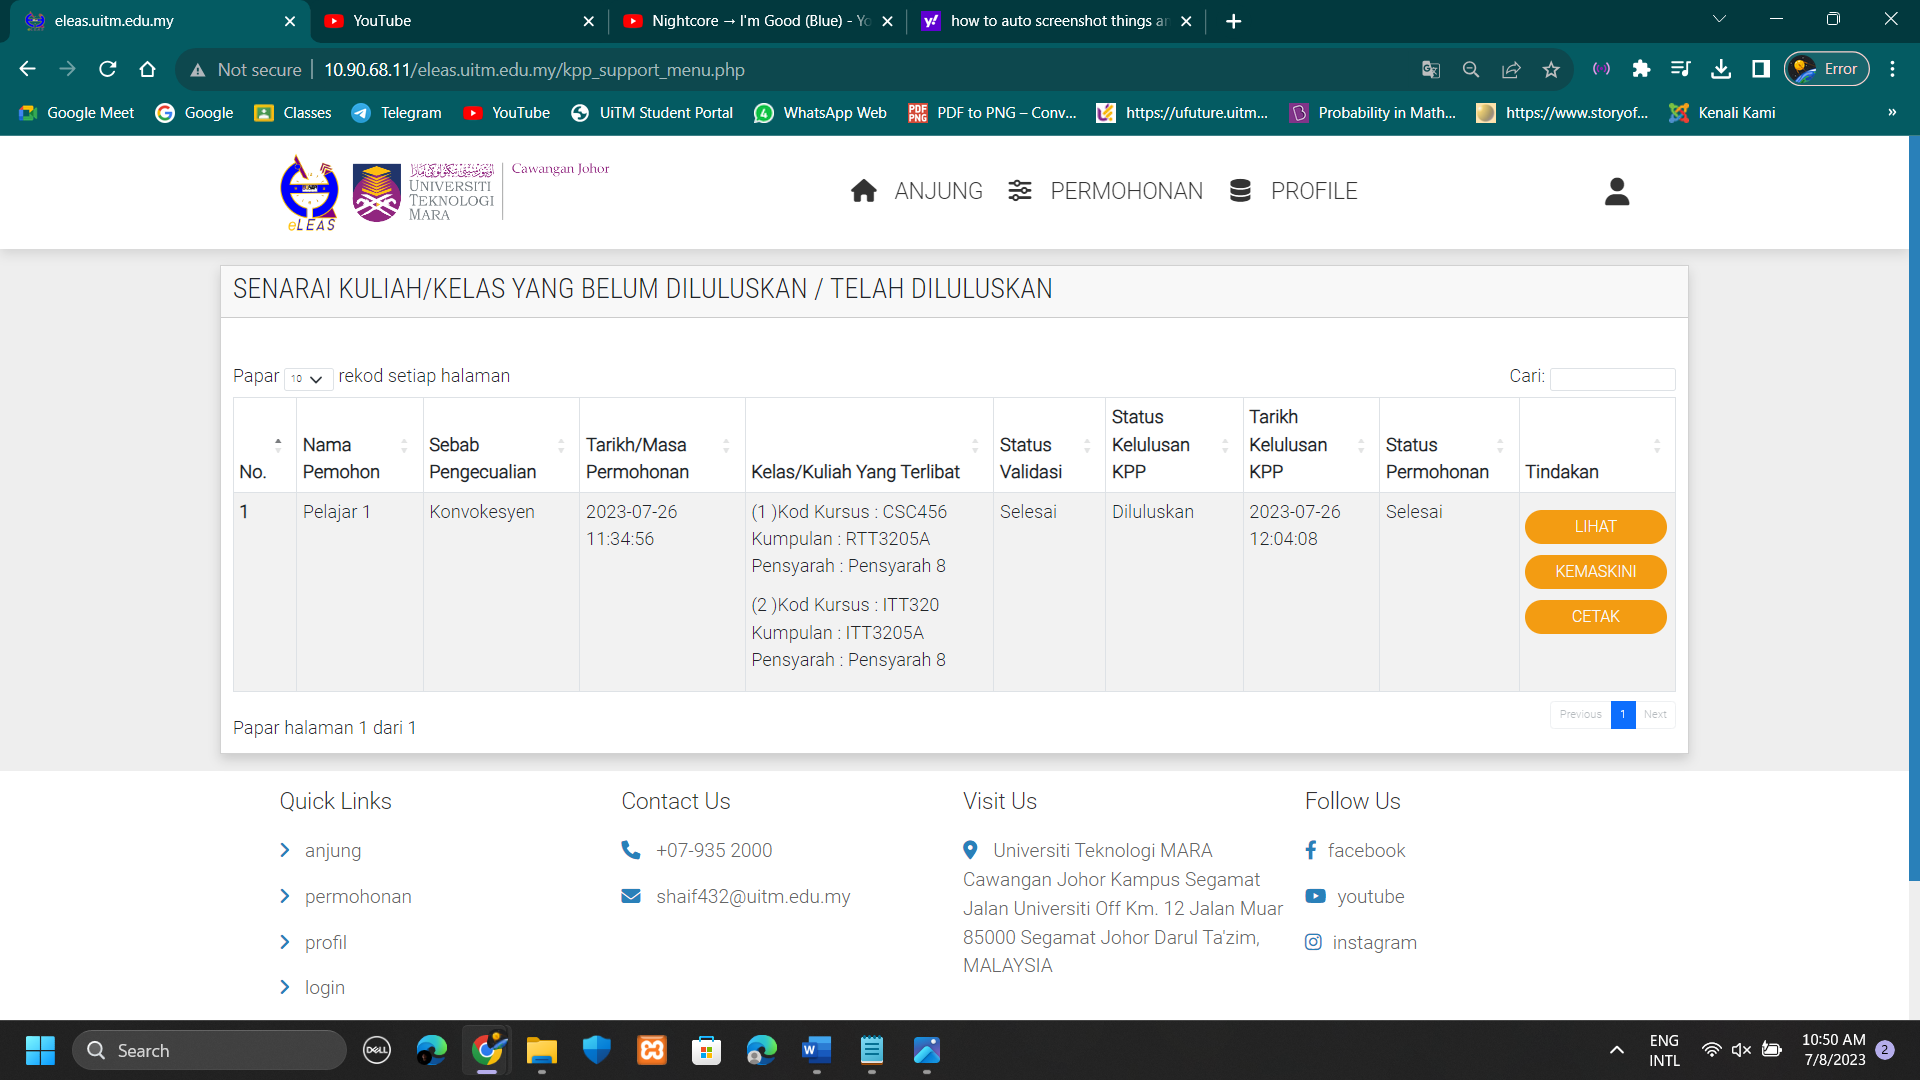 eleas.uitm.edu.my
YouTube
Nightcore → I'm Good (Blue) - Yo
how to auto screenshot things an
Not secure
10.90.68.11/eleas.uitm.edu.my/kpp_support_menu.php
Error
Google Meet
Google
Classes
Telegram
YouTube
UiTM Student Portal
WhatsApp Web
PDF to PNG – Conv...
https://ufuture.uitm...
Probability in Math...
https://www.storyof...
Kenali Kami
»
eLEAS
UNIVERSITI
TEKNOLOGI
MARA
Cawangan Johor
ANJUNG
PERMOHONAN
PROFILE
SENARAI KULIAH/KELAS YANG BELUM DILULUSKAN / TELAH DILULUSKAN
Papar 10 rekod setiap halaman
Cari:
No.
Nama
Pemohon
Sebab
Pengecualian
Tarikh/Masa
Permohonan
Kelas/Kuliah Yang Terlibat
Status
Validasi
Status
Kelulusan
KPP
Tarikh
Kelulusan
KPP
Status
Permohonan
Tindakan
1
Pelajar 1
Konvokesyen
2023-07-26
11:34:56
(1 )Kod Kursus : CSC456
Kumpulan : RTT3205A
Pensyarah : Pensyarah 8
(2 )Kod Kursus : ITT320
Kumpulan : ITT3205A
Pensyarah : Pensyarah 8
Selesai
Diluluskan
2023-07-26
12:04:08
Selesai
LIHAT
KEMASKINI
CETAK
Papar halaman 1 dari 1
Previous
1
Next
Quick Links
anjung
permohonan
profil
login
Contact Us
+07-935 2000
shaif432@uitm.edu.my
Visit Us
Universiti Teknologi MARA
Cawangan Johor Kampus Segamat
Jalan Universiti Off Km. 12 Jalan Muar
85000 Segamat Johor Darul Ta'zim,
MALAYSIA
Follow Us
facebook
youtube
instagram
Search
DELL
ENG
INTL
10:50 AM
7/8/2023
2